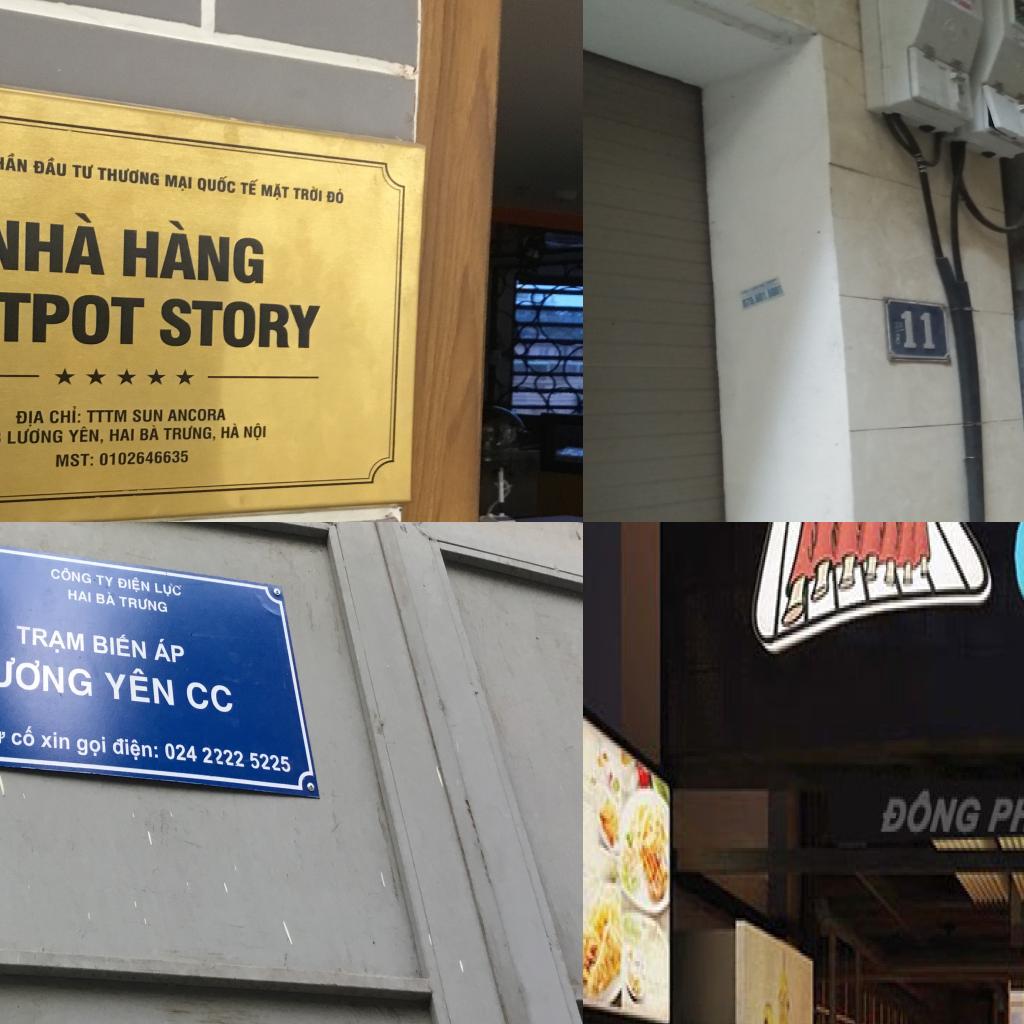 HẦN ĐẦU TƯ THƯƠNG MẠI QUỐC TẾ MẶT TRỜI ĐỎ
NHÀ HÀNG
TPOT STORY
ĐỊA CHỈ: TTTM SUN ANCORA
LƯƠNG YÊN, HAI BÀ TRƯNG, HÀ NỘI
MST: 0102646635
11
CÔNG TY ĐIỆN LỰC
HAI BÀ TRƯNG
TRẠM BIẾN ÁP
ƯƠNG YÊN CC
cố xin gọi điện: 024 2222 5225
ĐÔNG PH